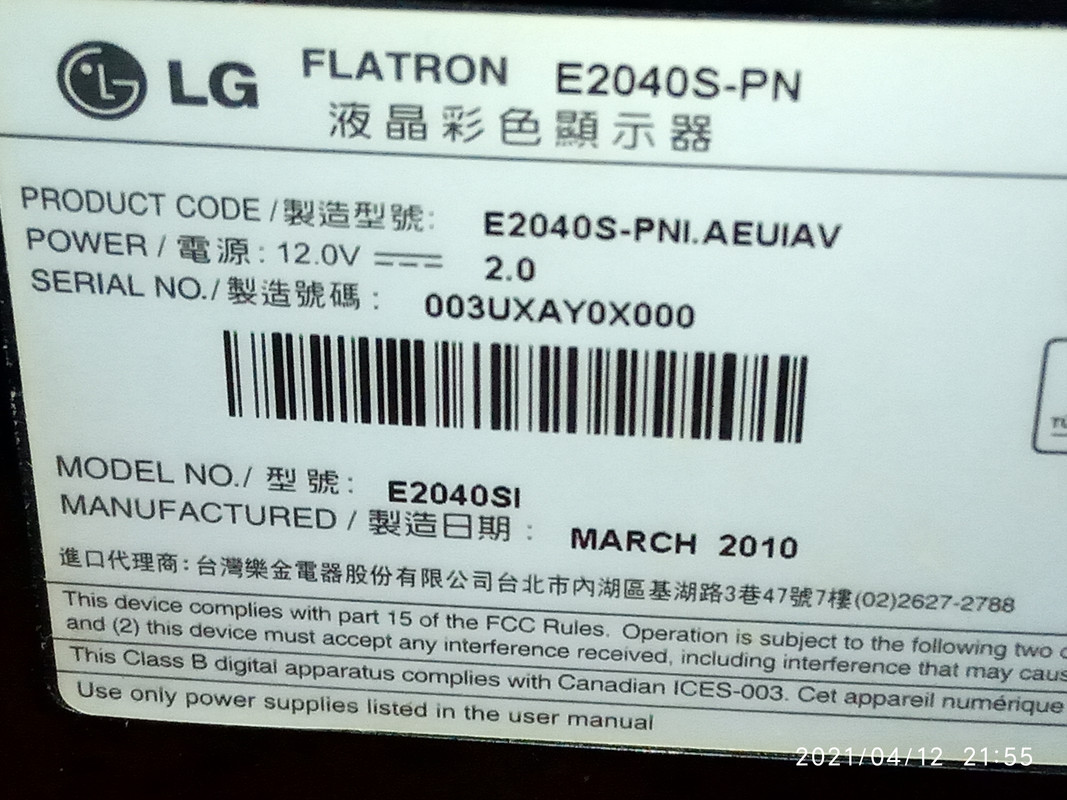 LG FLATRON E2040S-PN
液晶彩色顯示器
PRODUCT CODE /製造型號: E2040S-PNI.AEUIAV
POWER / 電源: 12.0V ⎓ 2.0
SERIAL NO./製造號碼: 003UXAY0X000
MODEL NO./ 型號: E2040SI
MANUFACTURED / 製造日期: MARCH 2010
進口代理商:台灣樂金電器股份有限公司台北市內湖區基湖路3巷47號7樓(02)2627-2788
This device complies with part 15 of the FCC Rules. Operation is subject to the following two
and (2) this device must accept any interference received, including interference that may caus
This Class B digital apparatus complies with Canadian ICES-003. Cet appareil numérique
Use only power supplies listed in the user manual
2021/04/12 21:55